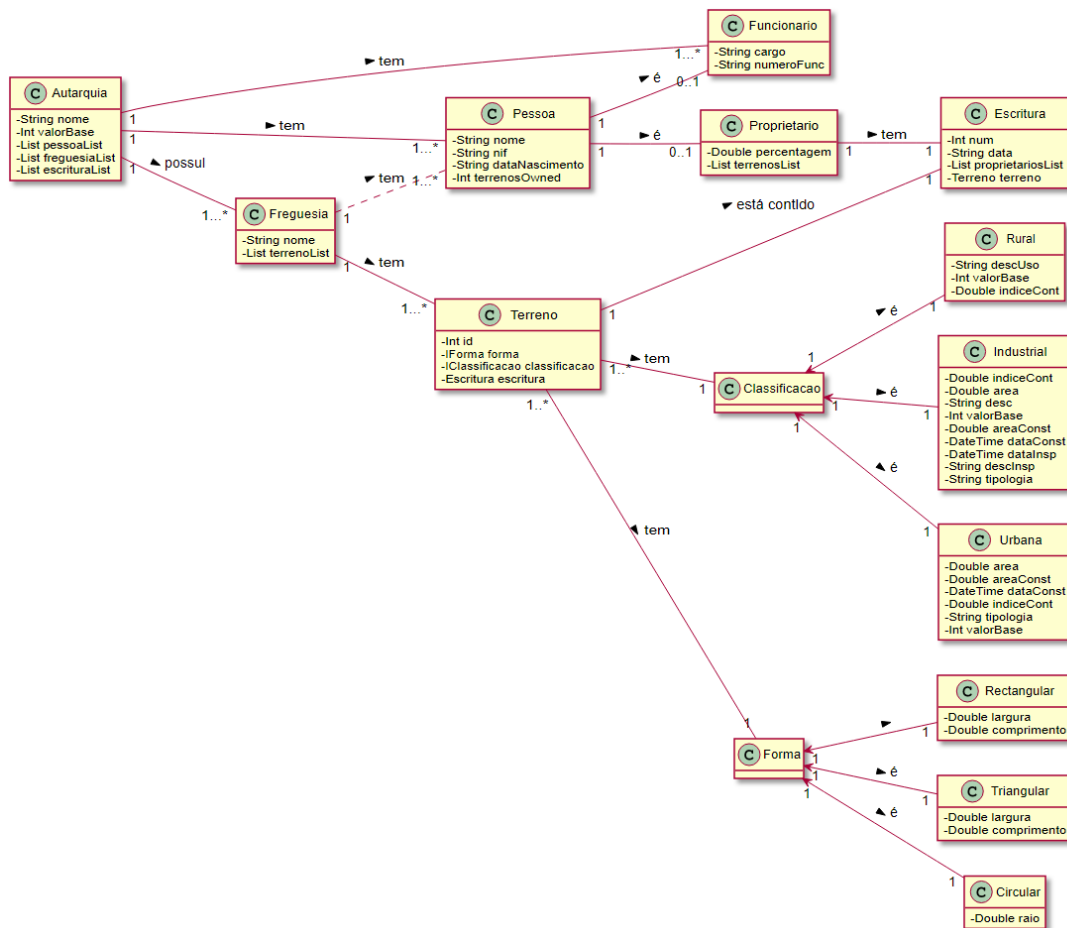 C Funcionario
-String cargo
-String numeroFunc
1...*
► tem
► é
0..1
C Autarquia
-String nome
-Int valorBase
-List pessoaList
-List freguesiaList
-List escrituraList
1
1
1
► tem
1...*
► possui
1...*
C Pessoa
-String nome
-String nif
-String dataNascimento
-Int terrenosOwned
1
1
► é
0..1
C Proprietario
-Double percentagem
-List terrenosList
1
► tem
1
C Escritura
-Int num
-String data
-List proprietariosList
-Terreno terreno
1
► tem
1...*
C Freguesia
-String nome
-List terrenoList
1
1
► tem
1...*
► está contido
C Rural
-String descUso
-Int valorBase
-Double indiceCont
1
► é
1
C Terreno
-Int id
-IForma forma
-IClassificacao classificacao
-Escritura escritura
1
1..*
► tem
1
1..*
C Classificacao
1
► é
1
1
► é
1
C Industrial
-Double indiceCont
-Double area
-String desc
-Int valorBase
-Double areaConst
-DateTime dataConst
-DateTime dataInsp
-String descInsp
-String tipologia
C Urbana
-Double area
-Double areaConst
-DateTime dataConst
-Double indiceCont
-String tipologia
-Int valorBase
► tem
1
C Forma
1
1
1
►
1
C Rectangular
-Double largura
-Double comprimento
► é
1
C Triangular
-Double largura
-Double comprimento
► é
1
C Circular
-Double raio